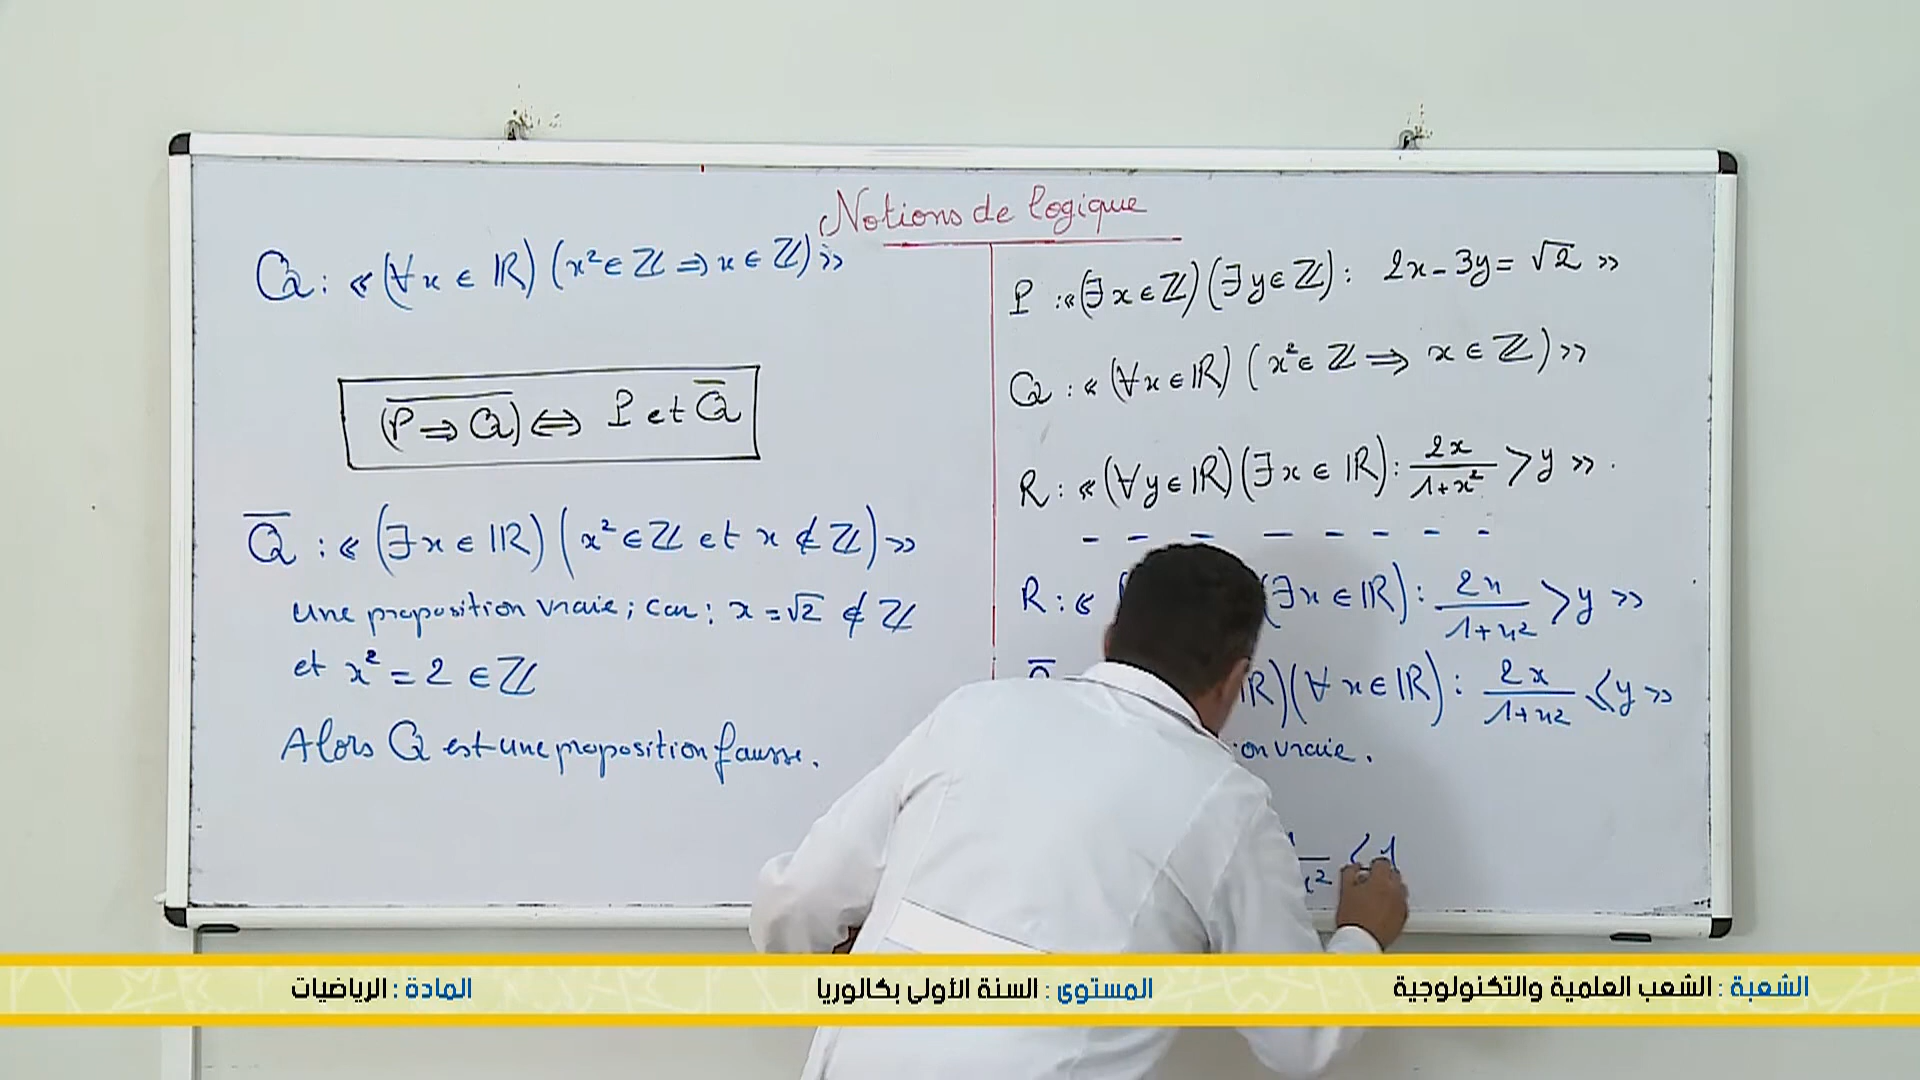 Notions de logique
Q : « (∀x ∈ ℝ) (x² ∈ ℤ ⇒ x ∈ ℤ) »
(P̅ ̅⇒̅ ̅Q̅) ⇔ P et Q̅
Q̅ : « (∃x ∈ ℝ) (x² ∈ ℤ et x ∉ ℤ) »
une proposition vraie ; car : x = √2 ∉ ℤ
et x² = 2 ∈ ℤ
Alors Q est une proposition fausse.
P : « (∃x ∈ ℤ) (∃y ∈ ℤ) : 2x - 3y = √2 »
Q : « (∀x ∈ ℝ) (x² ∈ ℤ ⇒ x ∈ ℤ) »
R : « (∀y ∈ ℝ) (∃x ∈ ℝ) : 2x/(1+x²) > y » .
- - - - - - - - -
R : « (∃x ∈ ℝ) : 2x/(1+x²) > y »
ℝ) (∀x ∈ ℝ) : 2x/(1+x²) ≤ y »
on vraie .
المادة : الرياضيات
المستوى : السنة الأولى بكالوريا
الشعبة : الشعب العلمية والتكنولوجية